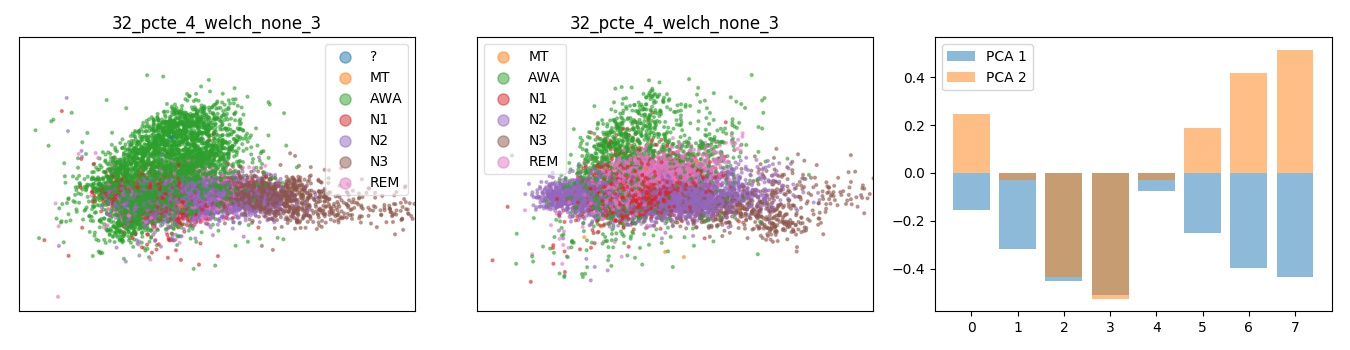 32_pcte_4_welch_none_3
?
MT
AWA
N1
N2
N3
REM
32_pcte_4_welch_none_3
MT
AWA
N1
N2
N3
REM
PCA 1
PCA 2
0.4
0.2
0.0
−0.2
−0.4
0 1 2 3 4 5 6 7